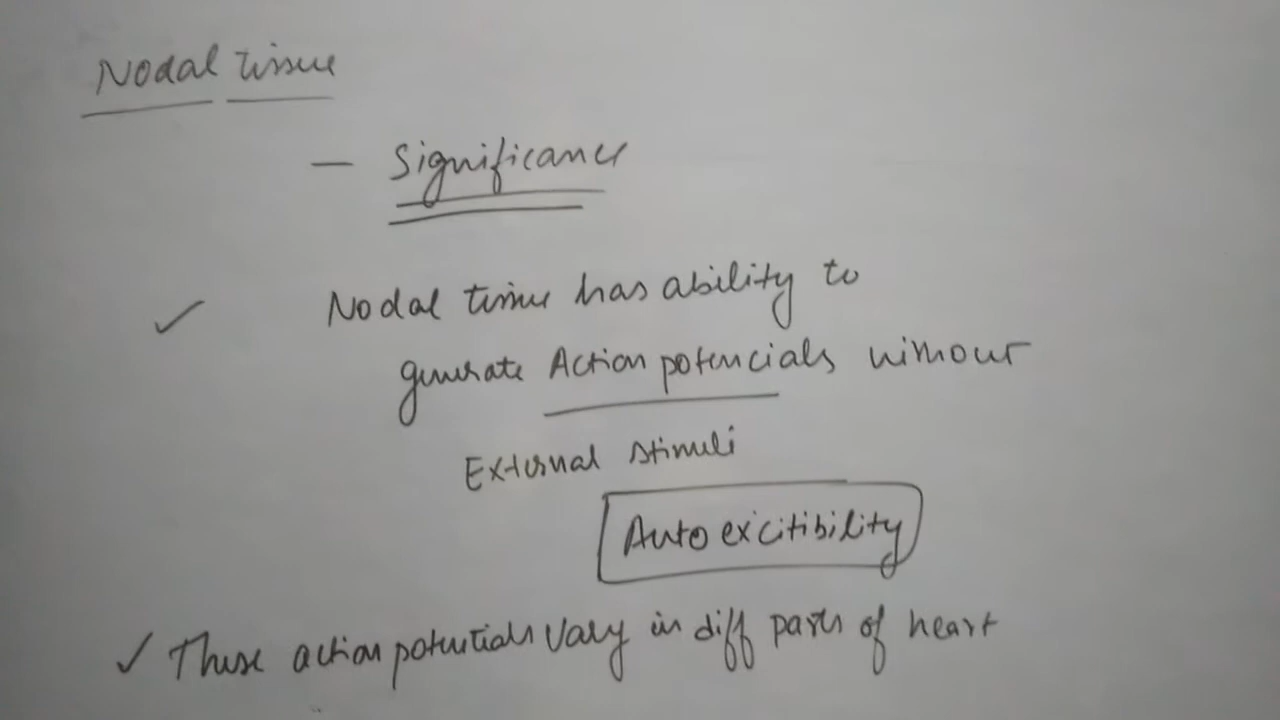 Nodal tissue
– Significance
✓ Nodal tissue has ability to
generate Action potencials without
External stimuli
Auto excitibility
✓ These action potentials vary in diff parts of heart